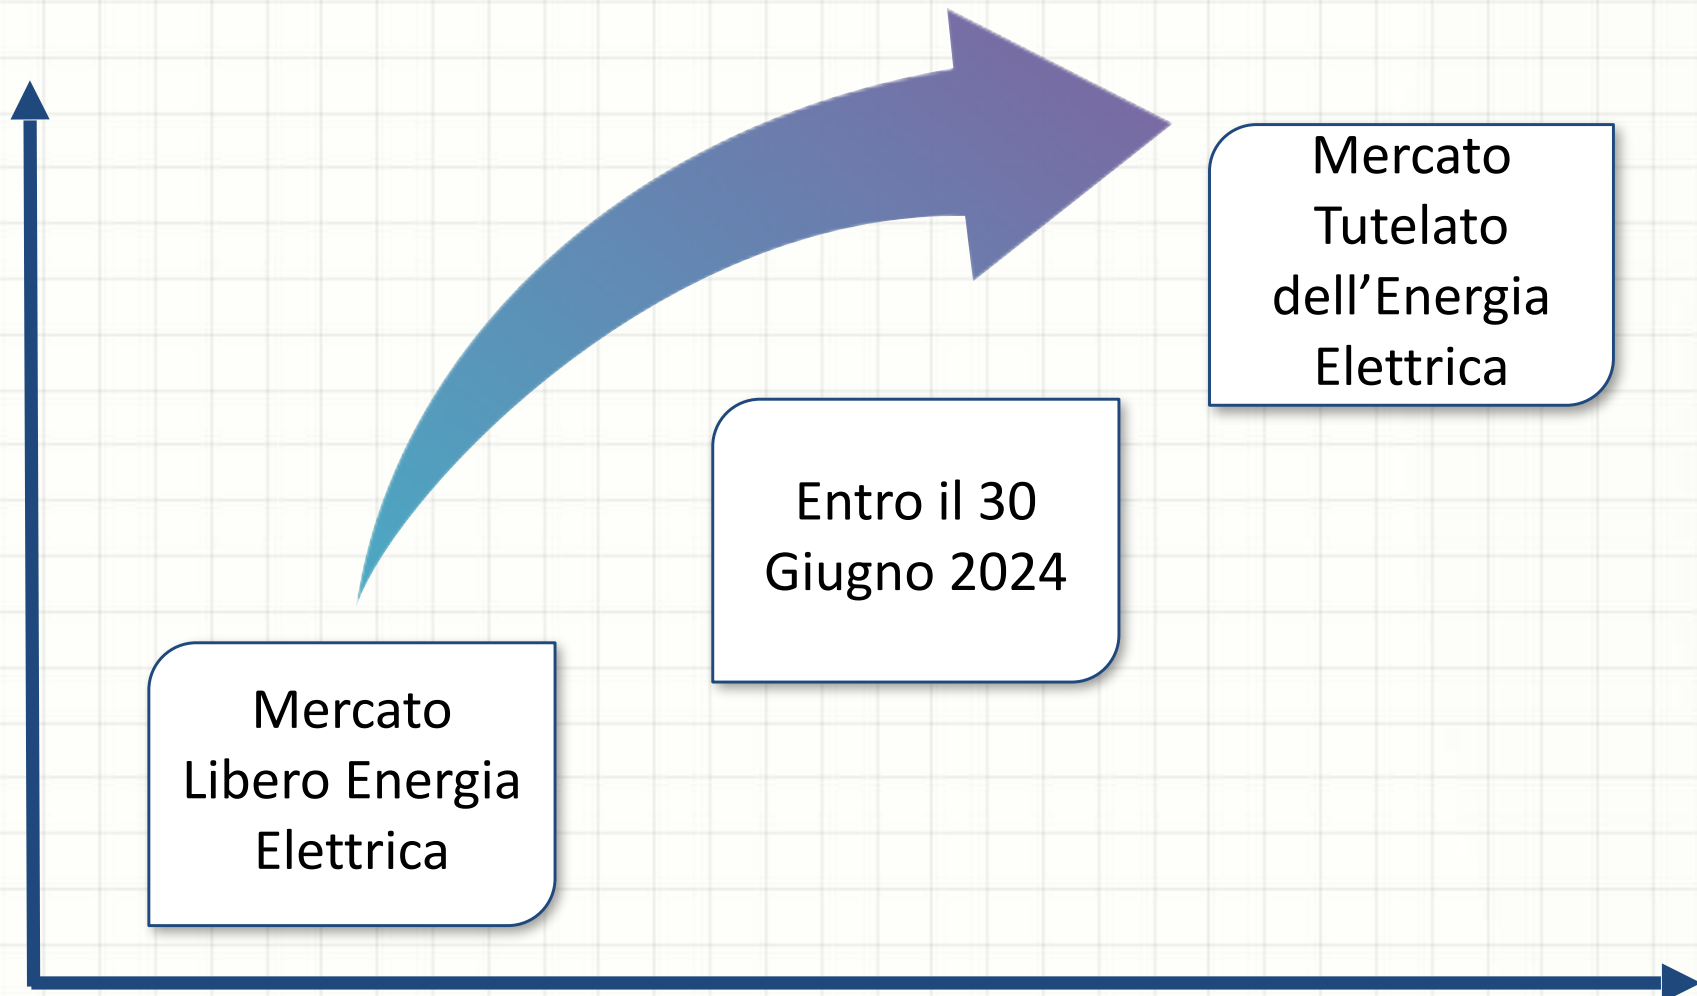 Mercato
Libero Energia
Elettrica
Entro il 30
Giugno 2024
Mercato
Tutelato
dell’Energia
Elettrica